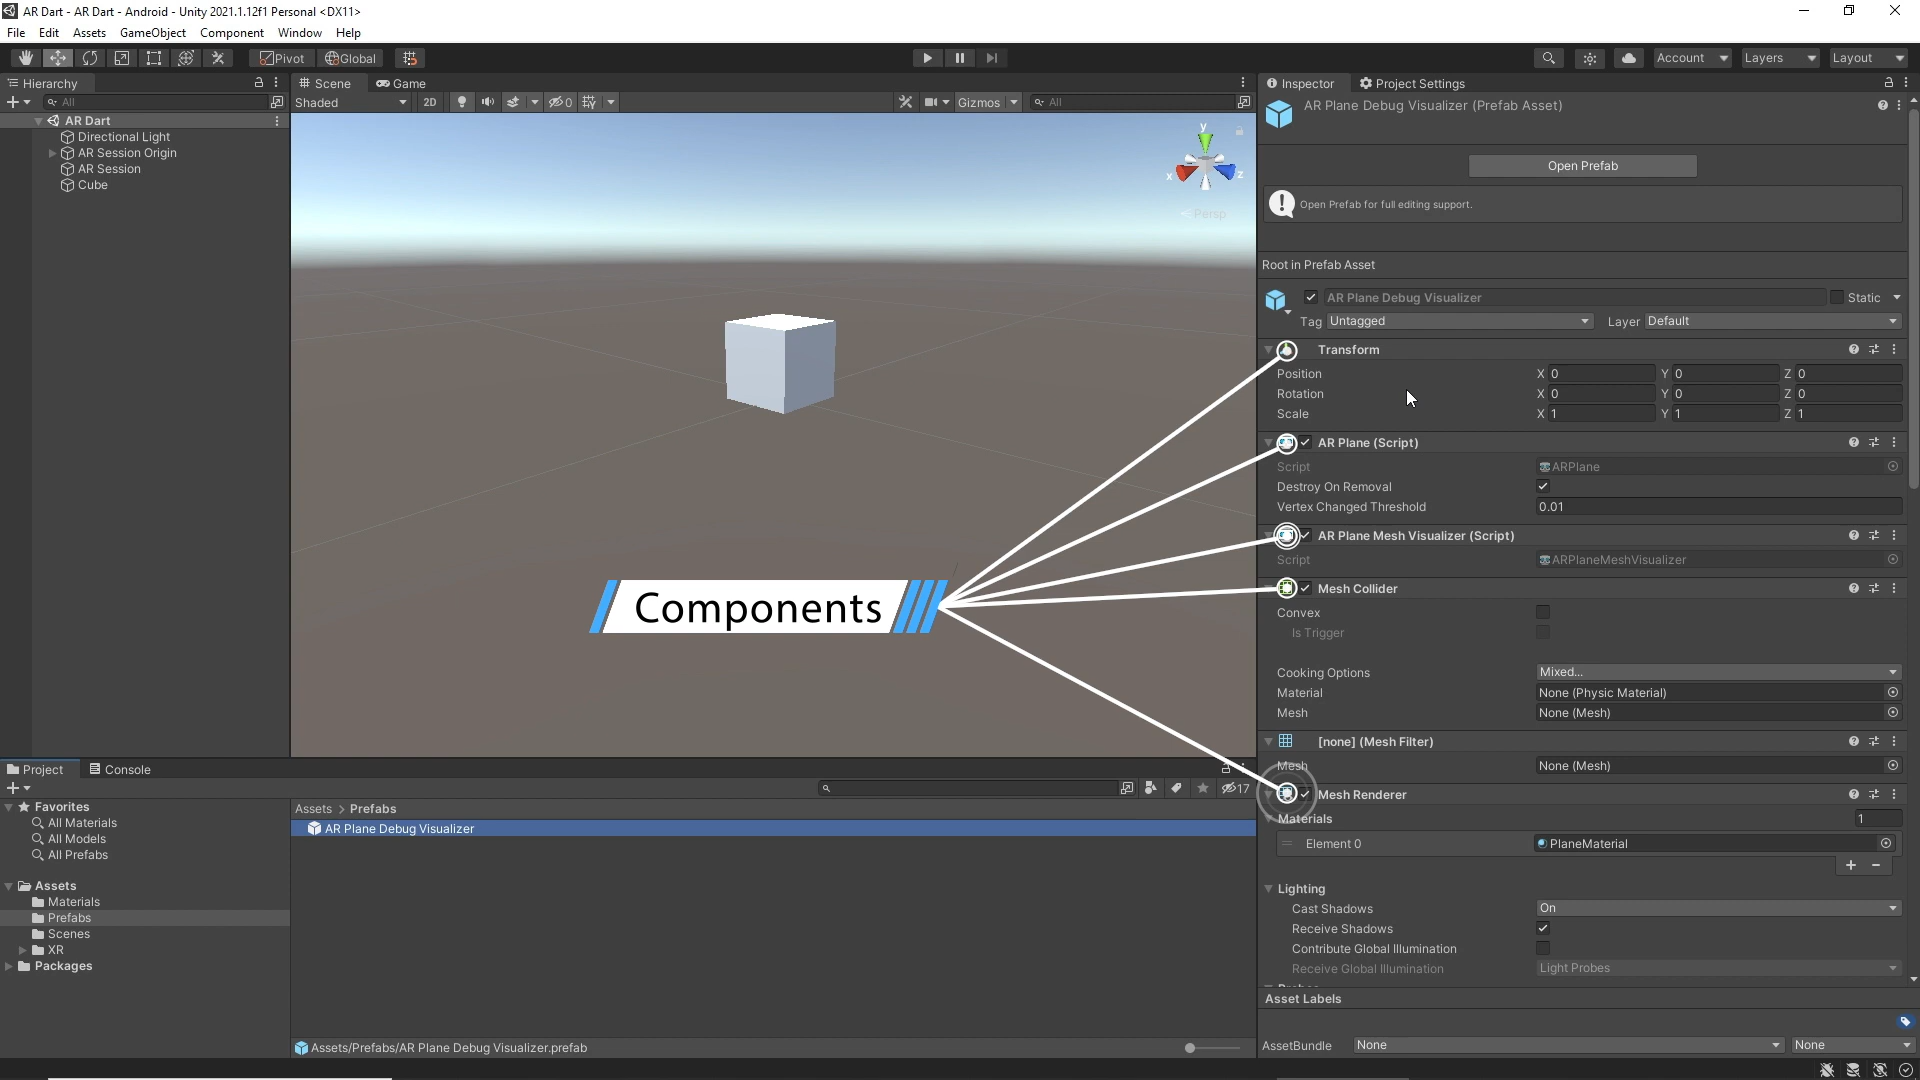 AR Dart - AR Dart - Android - Unity 2021.1.12f1 Personal <DX11>
File Edit Assets GameObject Component Window Help
Pivot Global Account Layers Layout
Hierarchy
All
AR Dart
Directional Light
AR Session Origin
AR Session
Cube
Scene Game
Shaded 2D 0 Gizmos All
y
x z
Persp
Components
Inspector Project Settings
AR Plane Debug Visualizer (Prefab Asset)
Open Prefab
Open Prefab for full editing support.
Root in Prefab Asset
AR Plane Debug Visualizer Static
Tag Untagged Layer Default
Transform
Position X 0 Y 0 Z 0
Rotation X 0 Y 0 Z 0
Scale X 1 Y 1 Z 1
AR Plane (Script)
Script ARPlane
Destroy On Removal
Vertex Changed Threshold 0.01
AR Plane Mesh Visualizer (Script)
Script ARPlaneMeshVisualizer
Mesh Collider
Convex
Is Trigger
Cooking Options Mixed...
Material None (Physic Material)
Mesh None (Mesh)
[none] (Mesh Filter)
Mesh None (Mesh)
Mesh Renderer
Materials 1
Element 0 PlaneMaterial
Lighting
Cast Shadows On
Receive Shadows
Contribute Global Illumination
Receive Global Illumination Light Probes
Asset Labels
AssetBundle None None
Project Console
17
Favorites
All Materials
All Models
All Prefabs
Assets
Materials
Prefabs
Scenes
XR
Packages
Assets > Prefabs
AR Plane Debug Visualizer
Assets/Prefabs/AR Plane Debug Visualizer.prefab